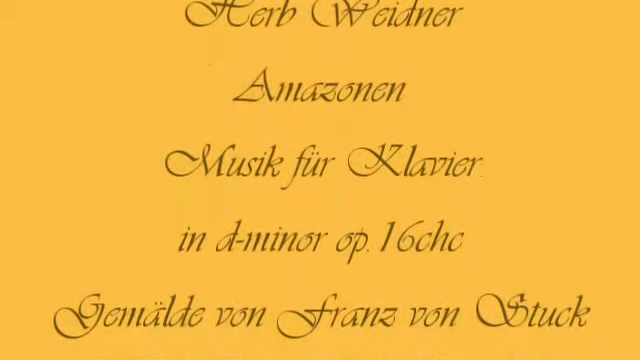 Herb Weidner
Amazonen
Musik für Klavier
in d-minor op.16chc
Gemälde von Franz von Stuck